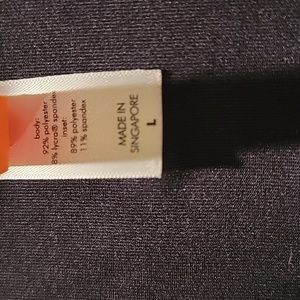 body:
92% polyester
8% lycra® spandex
inset:
89% polyester
11% spandex
MADE IN
SINGAPORE
L